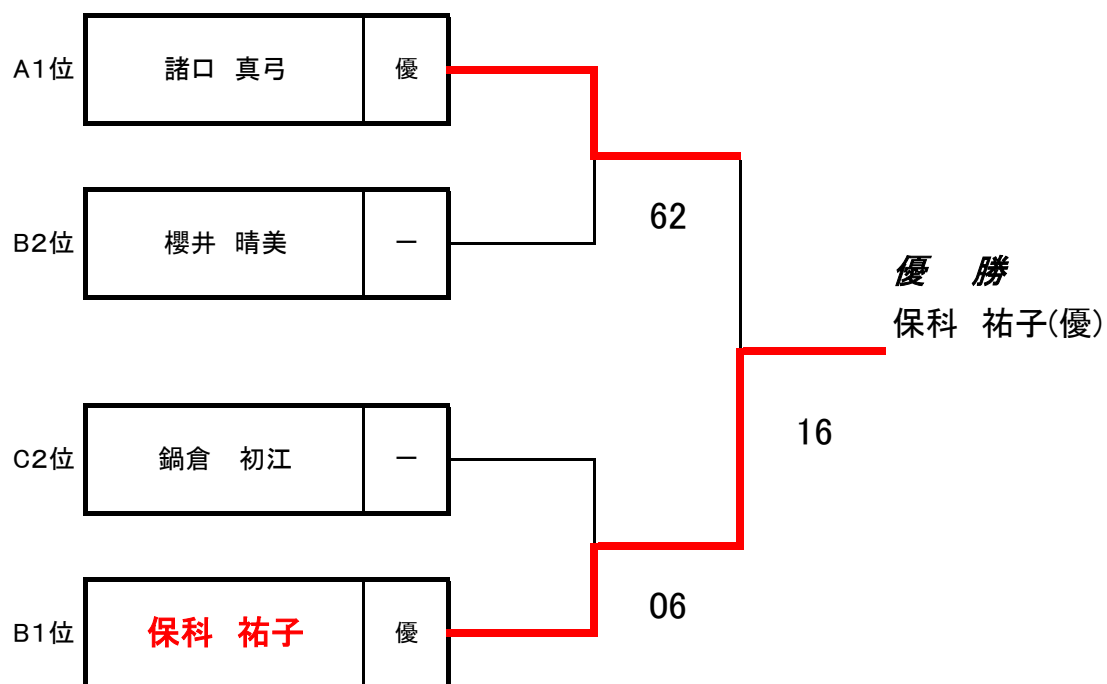 A1位 諸口 真弓 優
B2位 櫻井 晴美 ー
62
優 勝
保科 祐子(優)
C2位 鍋倉 初江 ー
16
B1位 保科 祐子 優
06